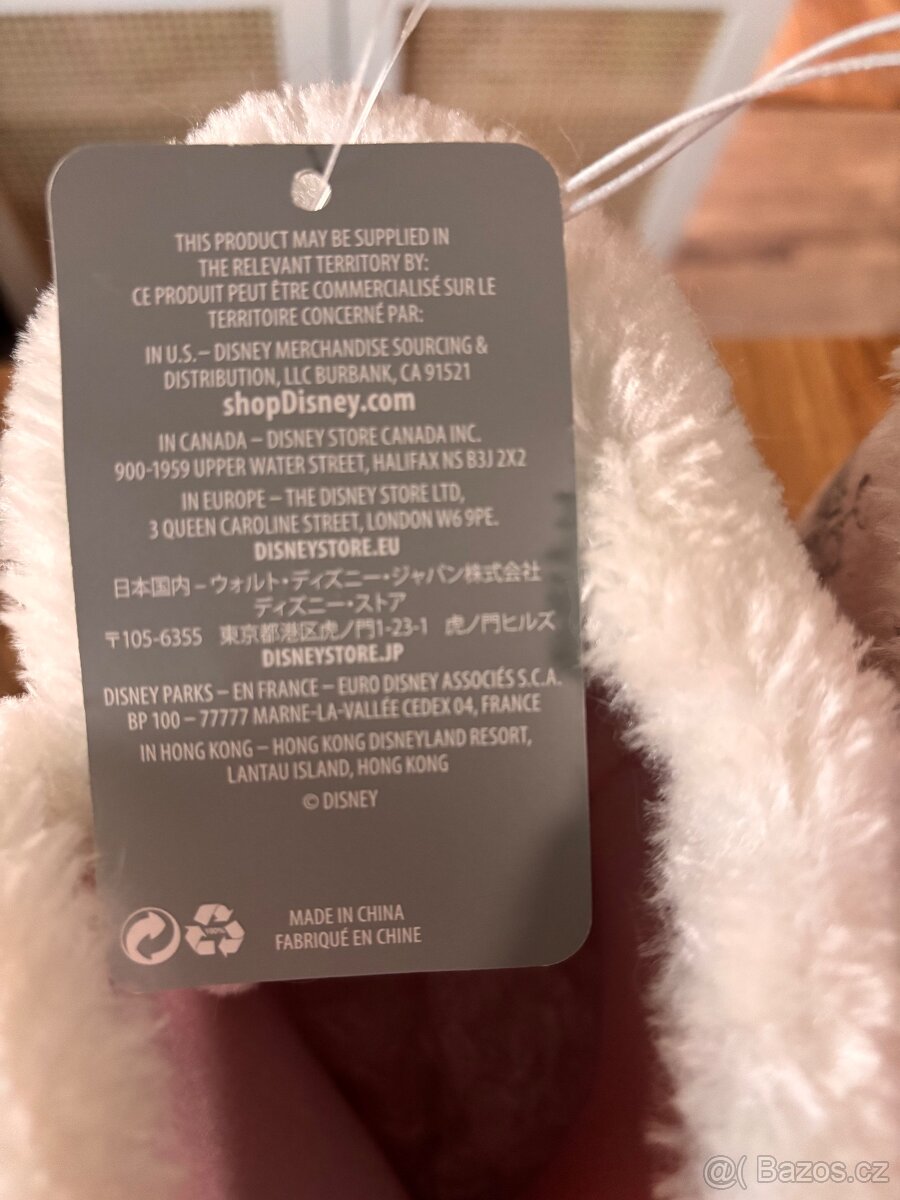 THIS PRODUCT MAY BE SUPPLIED IN
THE RELEVANT TERRITORY BY:
CE PRODUIT PEUT ÊTRE COMMERCIALISÉ SUR LE
TERRITOIRE CONCERNÉ PAR:
IN U.S. – DISNEY MERCHANDISE SOURCING &
DISTRIBUTION, LLC BURBANK, CA 91521
shopDisney.com
IN CANADA – DISNEY STORE CANADA INC.
900-1959 UPPER WATER STREET, HALIFAX NS B3J 2X2
IN EUROPE – THE DISNEY STORE LTD,
3 QUEEN CAROLINE STREET, LONDON W6 9PE.
DISNEYSTORE.EU
日本国内 – ウォルト・ディズニー・ジャパン株式会社
ディズニー・ストア
〒105-6355 東京都港区虎ノ門1-23-1 虎ノ門ヒルズ
DISNEYSTORE.JP
DISNEY PARKS – EN FRANCE – EURO DISNEY ASSOCIÉS S.C.A.
BP 100 – 77777 MARNE-LA-VALLÉE CEDEX 04, FRANCE
IN HONG KONG – HONG KONG DISNEYLAND RESORT,
LANTAU ISLAND, HONG KONG
© DISNEY
100%
MADE IN CHINA
FABRIQUÉ EN CHINE
@( Bazos.cz